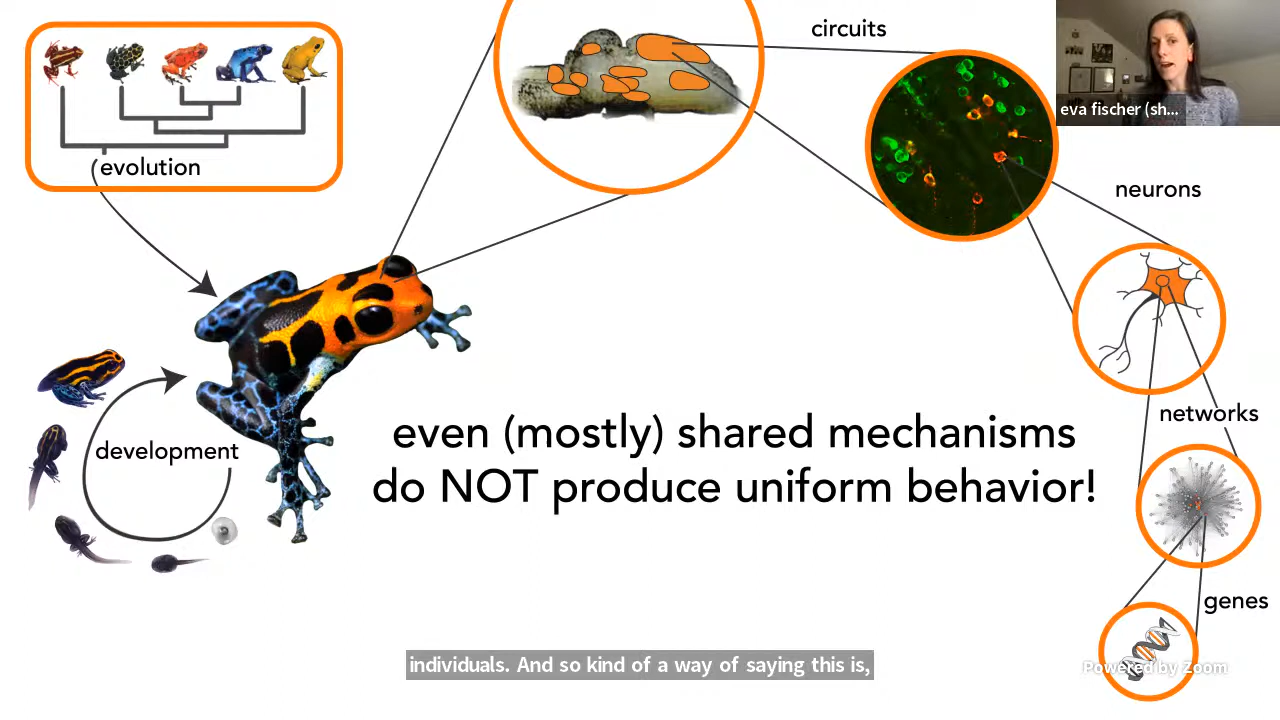 circuits
eva fischer (sh...
evolution
neurons
networks
development
even (mostly) shared mechanisms
do NOT produce uniform behavior!
genes
individuals. And so kind of a way of saying this is,
Powered by Zoom